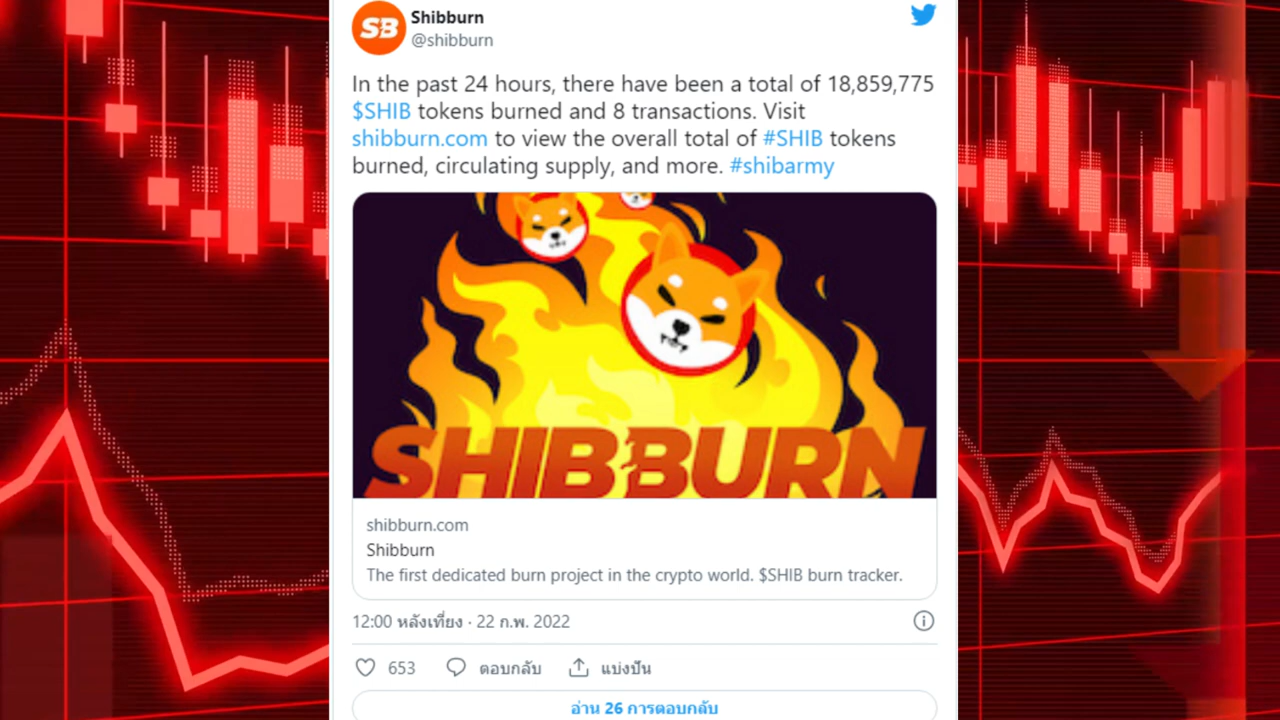 SB
Shibburn
@shibburn
In the past 24 hours, there have been a total of 18,859,775
$SHIB tokens burned and 8 transactions. Visit
shibburn.com to view the overall total of #SHIB tokens
burned, circulating supply, and more. #shibarmy
SHIBBURN
shibburn.com
Shibburn
The first dedicated burn project in the crypto world. $SHIB burn tracker.
12:00 หลังเที่ยง · 22 ก.พ. 2022
653 ตอบกลับ แบ่งปัน
อ่าน 26 การตอบกลับ